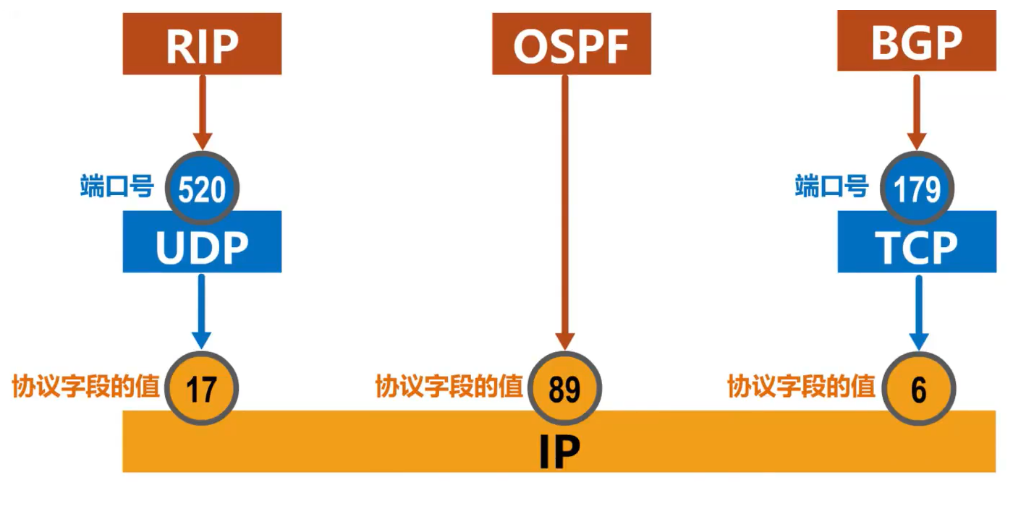 RIP
OSPF
BGP
端口号
520
端口号
179
UDP
TCP
协议字段的值
17
协议字段的值
89
协议字段的值
6
IP